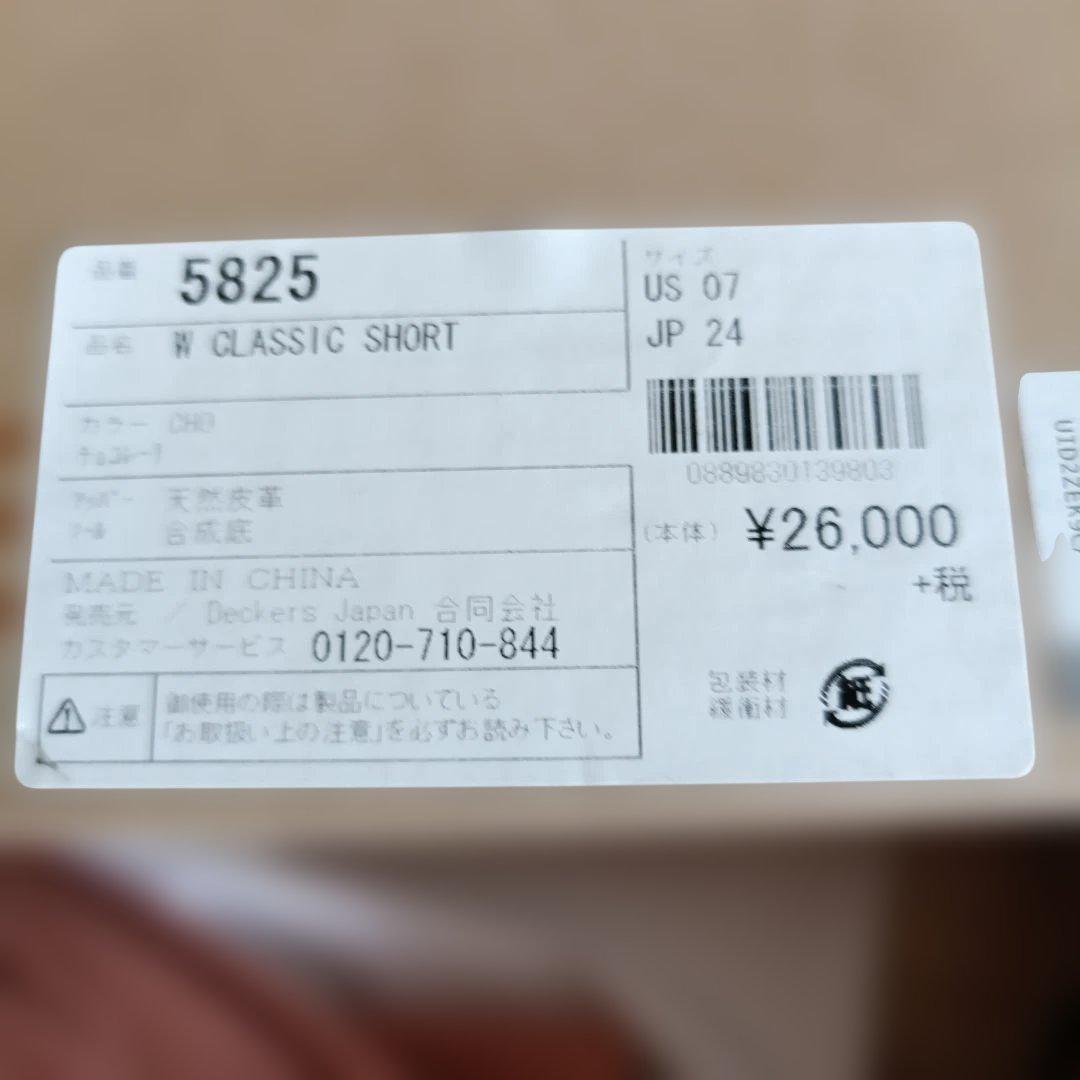 品番 5825
品名 W CLASSIC SHORT
カラー CHO
チョコレート
アッパー 天然皮革
ソール 合成底
MADE IN CHINA
発売元 / Deckers Japan 合同会社
カスタマーサービス 0120-710-844
注意
御使用の際は製品についている
「お取扱い上の注意」を必ずお読み下さい。
サイズ
US 07
JP 24
0889830139803
(本体) ¥26,000
+税
包装材
緩衝材
紙